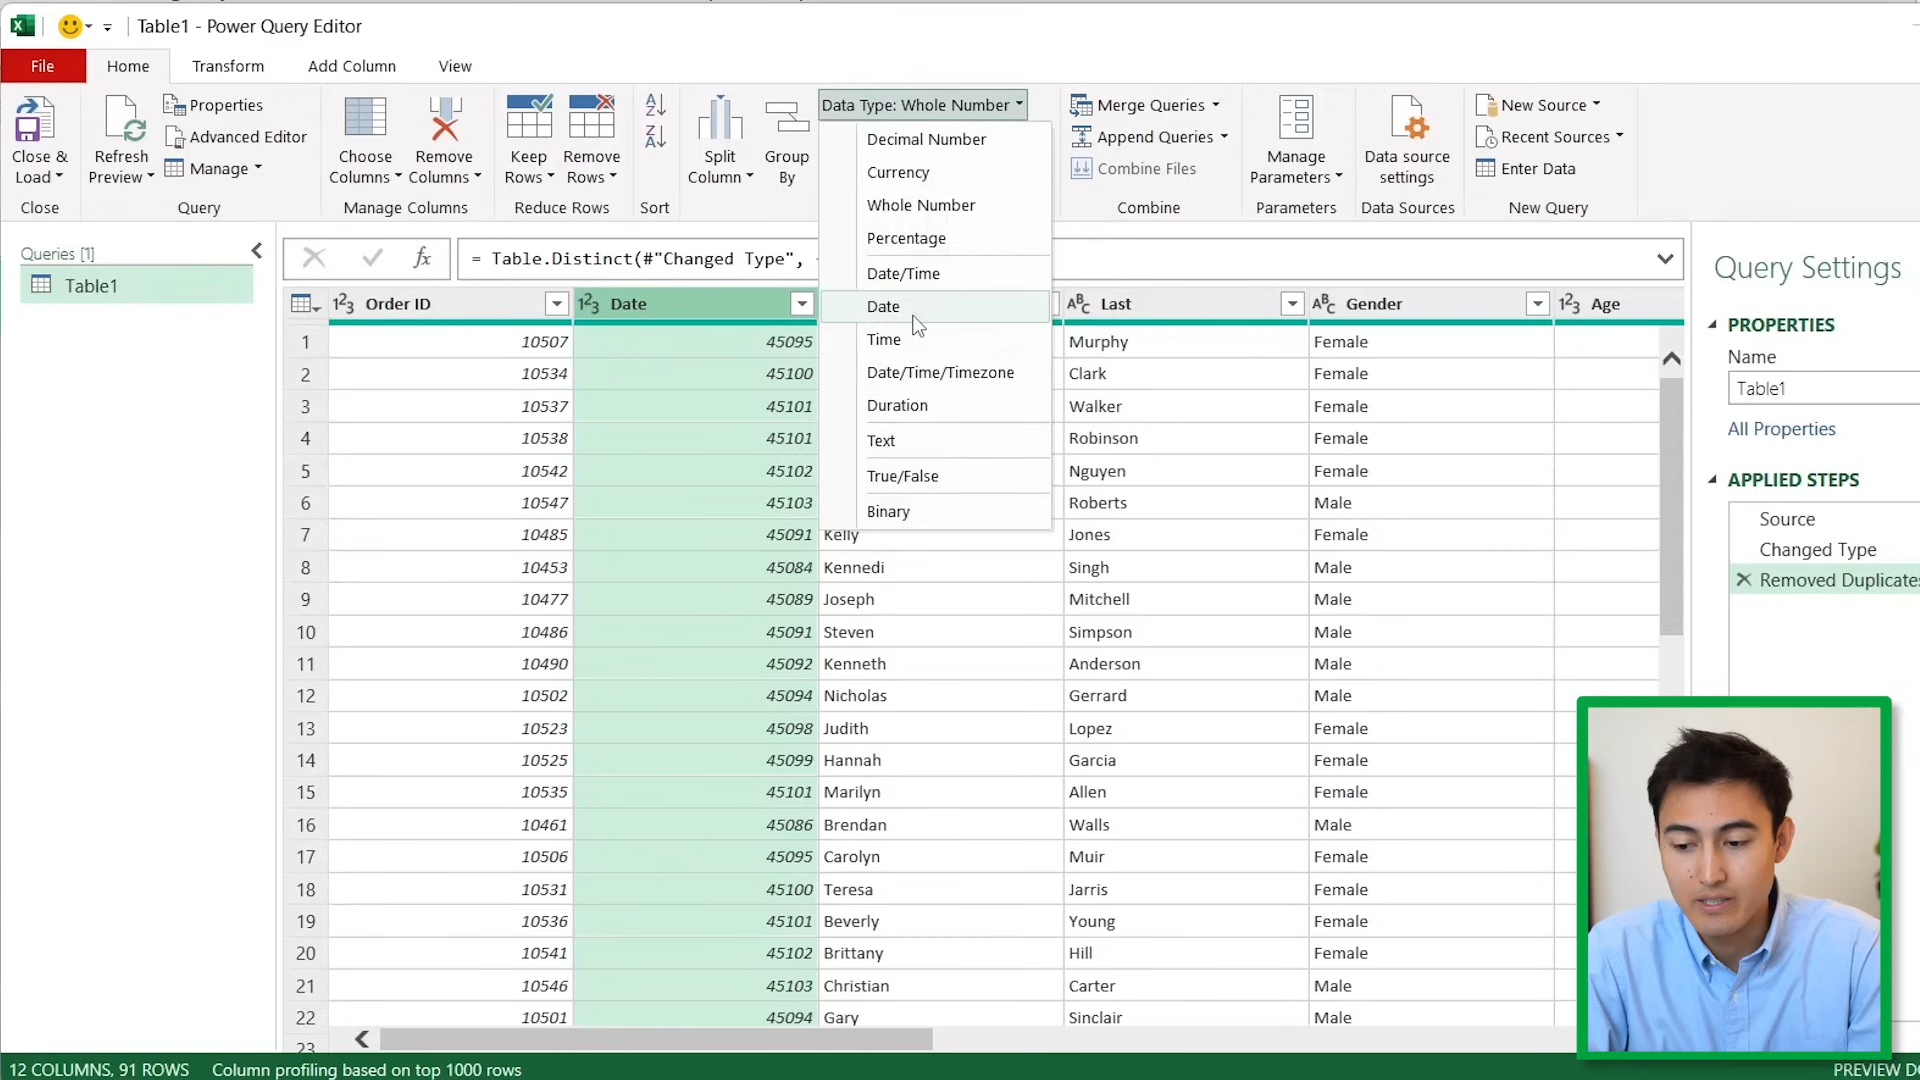 Table1 - Power Query Editor
File Home Transform Add Column View
Close & Load
Close
Refresh Preview
Properties
Advanced Editor
Manage
Query
Choose Columns
Remove Columns
Manage Columns
Keep Rows
Remove Rows
Reduce Rows
Sort
Split Column
Group By
Data Type: Whole Number
Decimal Number
Currency
Whole Number
Percentage
Date/Time
Date
Time
Date/Time/Timezone
Duration
Text
True/False
Binary
Merge Queries
Append Queries
Combine Files
Combine
Manage Parameters
Parameters
Data source settings
Data Sources
New Source
Recent Sources
Enter Data
New Query
Queries [1]
Table1
fx = Table.Distinct(#"Changed Type",
123 Order ID 123 Date ABC Last ABC Gender 123 Age
1 10507 45095 Murphy Female
2 10534 45100 Clark Female
3 10537 45101 Walker Female
4 10538 45101 Robinson Female
5 10542 45102 Nguyen Female
6 10547 45103 Roberts Male
7 10485 45091 Kelly Jones Female
8 10453 45084 Kennedi Singh Male
9 10477 45089 Joseph Mitchell Male
10 10486 45091 Steven Simpson Male
11 10490 45092 Kenneth Anderson Male
12 10502 45094 Nicholas Gerrard Male
13 10523 45098 Judith Lopez Female
14 10525 45099 Hannah Garcia Female
15 10535 45101 Marilyn Allen Female
16 10461 45086 Brendan Walls Male
17 10506 45095 Carolyn Muir Female
18 10531 45100 Teresa Jarris Female
19 10536 45101 Beverly Young Female
20 10541 45102 Brittany Hill Female
21 10546 45103 Christian Carter Male
22 10501 45094 Gary Sinclair Male
23
Query Settings
PROPERTIES
Name
Table1
All Properties
APPLIED STEPS
Source
Changed Type
Removed Duplicates
12 COLUMNS, 91 ROWS Column profiling based on top 1000 rows
PREVIEW DO